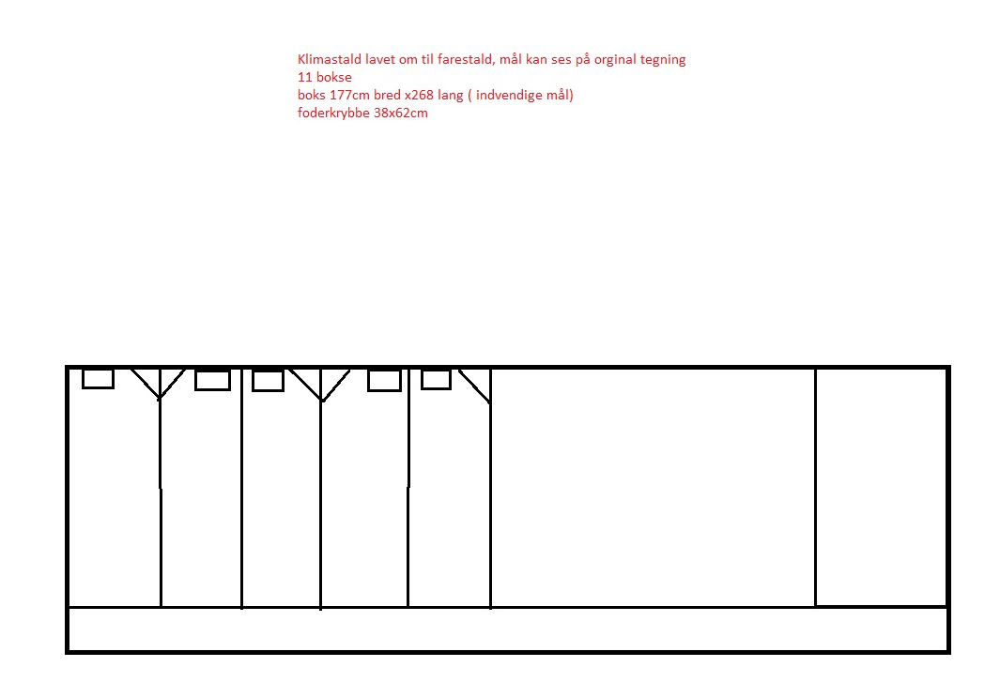 Klimastald lavet om til farestald, mål kan ses på orginal tegning
11 bokse
boks 177cm bred x268 lang ( indvendige mål)
foderkrybbe 38x62cm